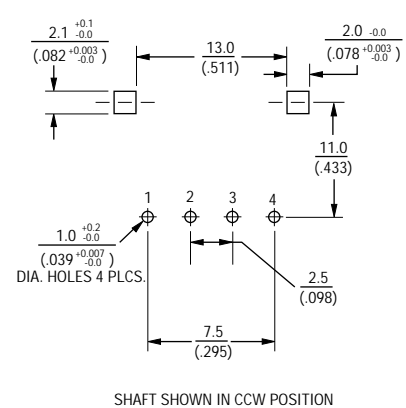 2.1 +0.1 -0.0
(.082 +0.003 -0.0 )
13.0
(.511)
2.0 -0.0
(.078 +0.003 -0.0 )
11.0
(.433)
1 2 3 4
1.0 +0.2 -0.0
(.039 +0.007 -0.0 )
DIA. HOLES 4 PLCS.
2.5
(.098)
7.5
(.295)
SHAFT SHOWN IN CCW POSITION